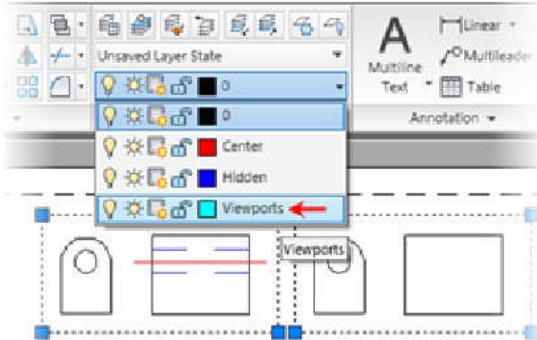 Linear
Multileader
Multiline
Text
Table
Annotation
Unsaved Layer State
0
0
Center
Hidden
Viewports
Viewports